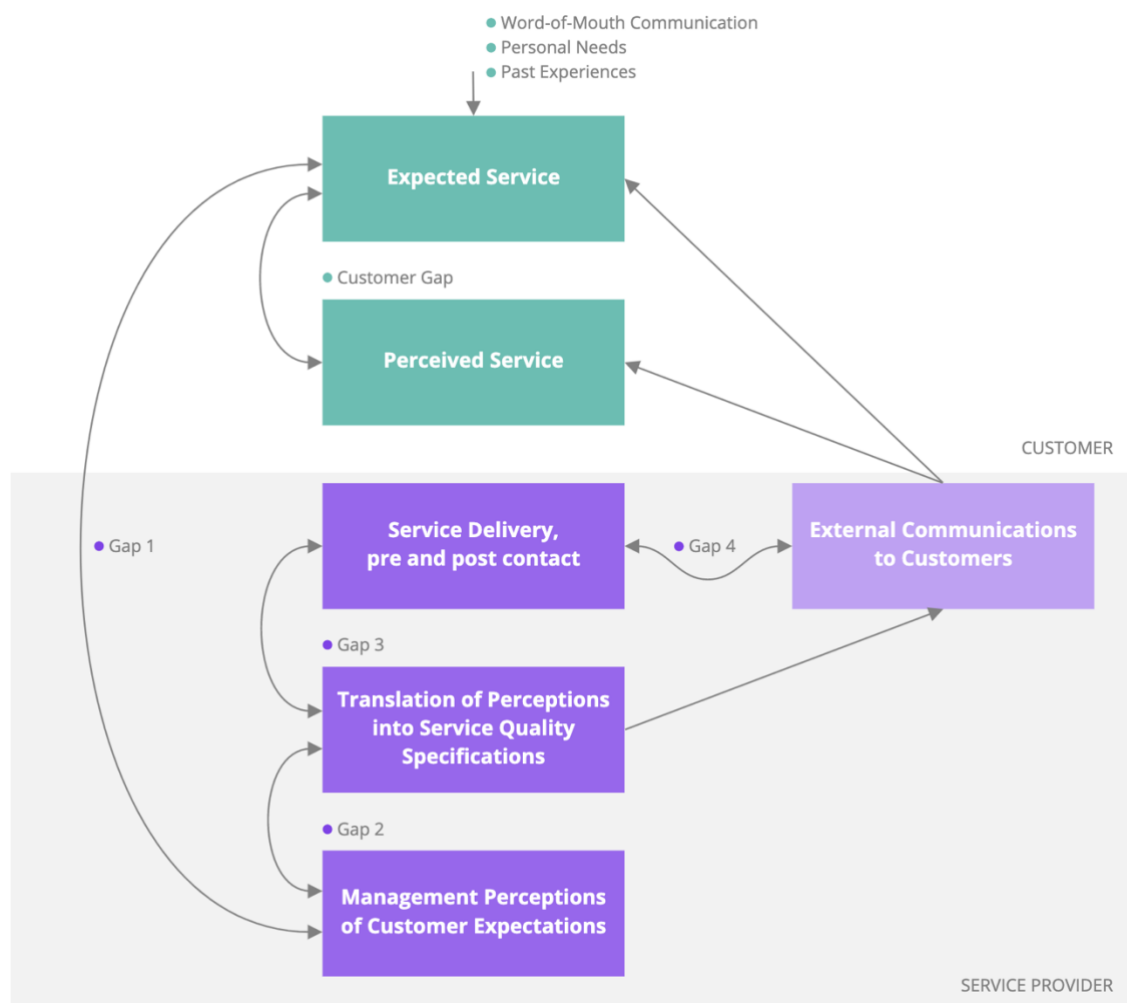 Word-of-Mouth Communication
Personal Needs
Past Experiences
Expected Service
Customer Gap
Perceived Service
CUSTOMER
Service Delivery,
pre and post contact
External Communications
to Customers
Gap 1
Gap 4
Gap 3
Translation of Perceptions
into Service Quality
Specifications
Gap 2
Management Perceptions
of Customer Expectations
SERVICE PROVIDER